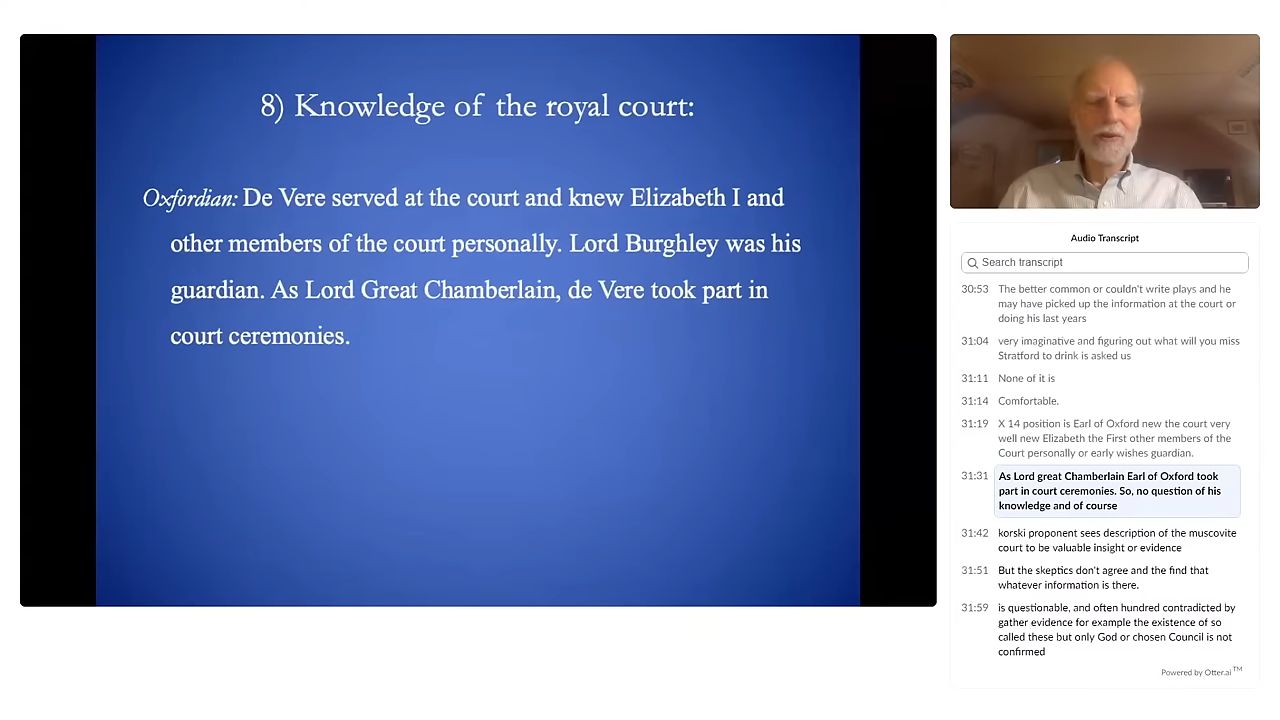 8) Knowledge of the royal court:
Oxfordian: De Vere served at the court and knew Elizabeth I and
other members of the court personally. Lord Burghley was his
guardian. As Lord Great Chamberlain, de Vere took part in
court ceremonies.
Audio Transcript
Search transcript
30:53 The better common or couldn't write plays and he
may have picked up the information at the court or
doing his last years
31:04 very imaginative and figuring out what will you miss
Stratford to drink is asked us
31:11 None of it is
31:14 Comfortable.
31:19 X 14 position is Earl of Oxford new the court very
well new Elizabeth the First other members of the
Court personally or early wishes guardian.
31:31 As Lord great Chamberlain Earl of Oxford took
part in court ceremonies. So, no question of his
knowledge and of course
31:42 korski proponent sees description of the muscovite
court to be valuable insight or evidence
31:51 But the skeptics don't agree and the find that
whatever information is there.
31:59 is questionable, and often hundred contradicted by
gather evidence for example the existence of so
called these but only God or chosen Council is not
confirmed
Powered by Otter.ai TM